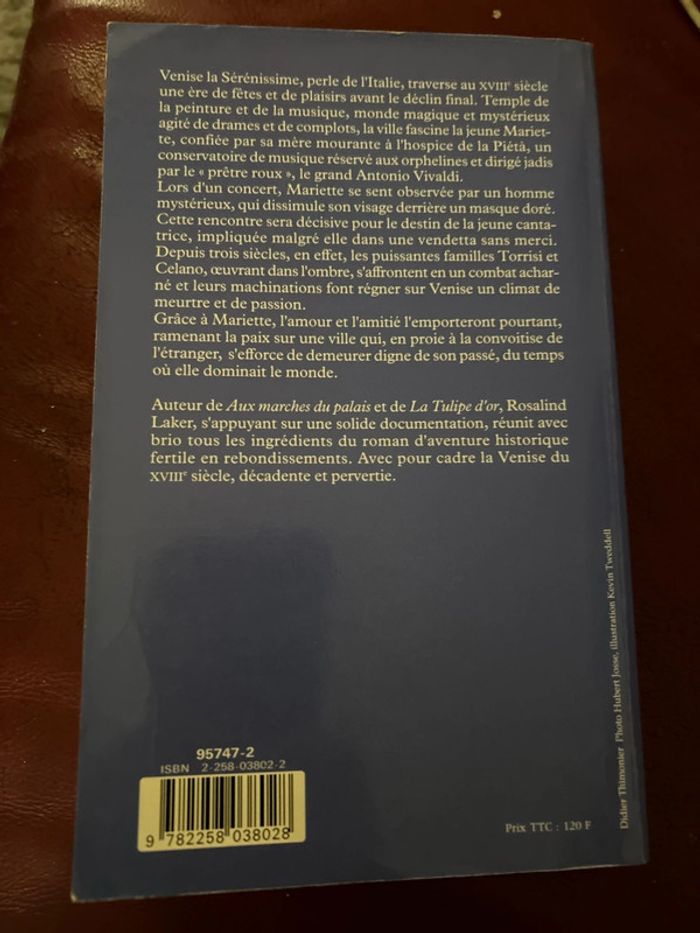 Venise la Sérénissime, perle de l'Italie, traverse au XVIIIe siècle
une ère de fêtes et de plaisirs avant le déclin final. Temple de
la peinture et de la musique, monde magique et mystérieux
agité de drames et de complots, la ville fascine la jeune Mariet-
te, confiée par sa mère mourante à l'hospice de la Piétà, un
conservatoire de musique réservé aux orphelines et dirigé jadis
par le « prêtre roux », le grand Antonio Vivaldi.
Lors d'un concert, Mariette se sent observée par un homme
mystérieux, qui dissimule son visage derrière un masque doré.
Cette rencontre sera décisive pour le destin de la jeune canta-
trice, impliquée malgré elle dans une vendetta sans merci.
Depuis trois siècles, en effet, les puissantes familles Torrisi et
Celano, œuvrant dans l'ombre, s'affrontent en un combat achar-
né et leurs machinations font régner sur Venise un climat de
meurtre et de passion.
Grâce à Mariette, l'amour et l'amitié l'emporteront pourtant,
ramenant la paix sur une ville qui, en proie à la convoitise de
l'étranger, s'efforce de demeurer digne de son passé, du temps
où elle dominait le monde.
Auteur de Aux marches du palais et de La Tulipe d'or, Rosalind
Laker, s'appuyant sur une solide documentation, réunit avec
brio tous les ingrédients du roman d'aventure historique
fertile en rebondissements. Avec pour cadre la Venise du
XVIIIe siècle, décadente et pervertie.
95747-2
ISBN 2-258-03802-2
9 782258 038028
Prix TTC : 120 F
Didier Thimonier Photo Hubert Josse, illustration Kevin Tweddell